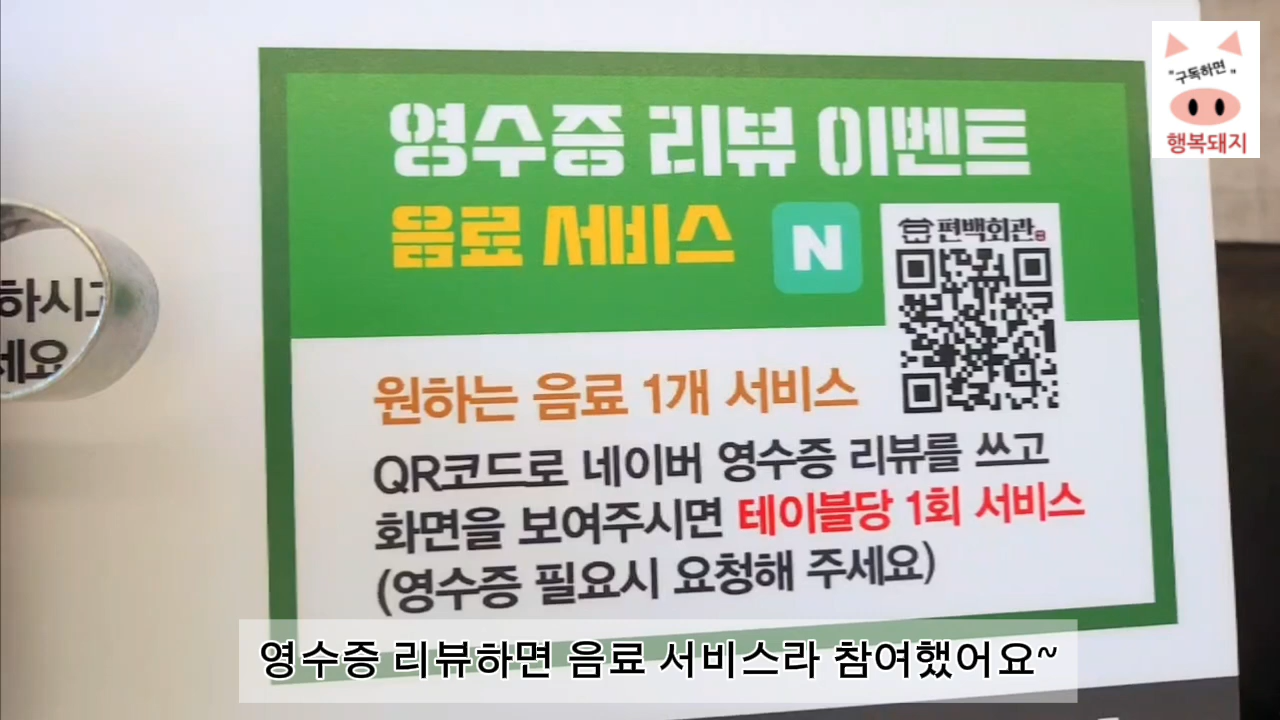 "구독하면"
행복돼지
영수증 리뷰 이벤트
음료 서비스
N
편백회관
하시고
세요
원하는 음료 1개 서비스
QR코드로 네이버 영수증 리뷰를 쓰고
화면을 보여주시면 테이블당 1회 서비스
(영수증 필요시 요청해 주세요)
영수증 리뷰하면 음료 서비스라 참여했어요~